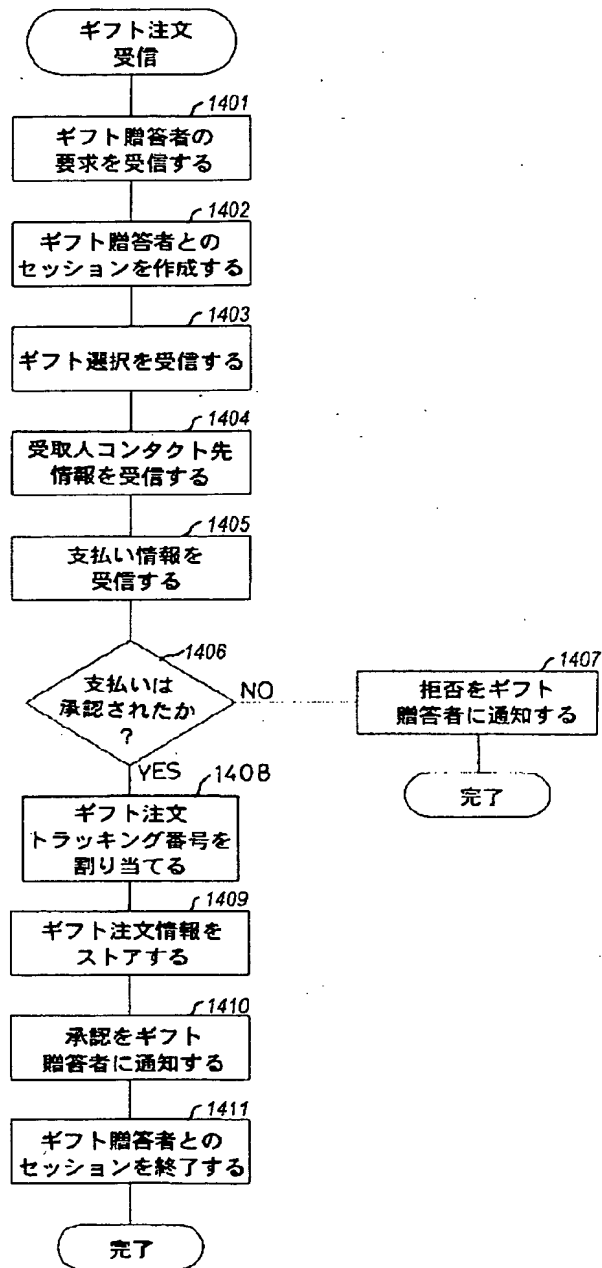 ギフト注文
受信
1401
ギフト贈答者の
要求を受信する
1402
ギフト贈答者との
セッションを作成する
1403
ギフト選択を受信する
1404
受取人コンタクト先
情報を受信する
1405
支払い情報を
受信する
1406
支払いは
承認されたか
?
NO
1407
拒否をギフト
贈答者に通知する
完了
YES
1408
ギフト注文
トラッキング番号を
割り当てる
1409
ギフト注文情報を
ストアする
1410
承認をギフト
贈答者に通知する
1411
ギフト贈答者との
セッションを終了する
完了